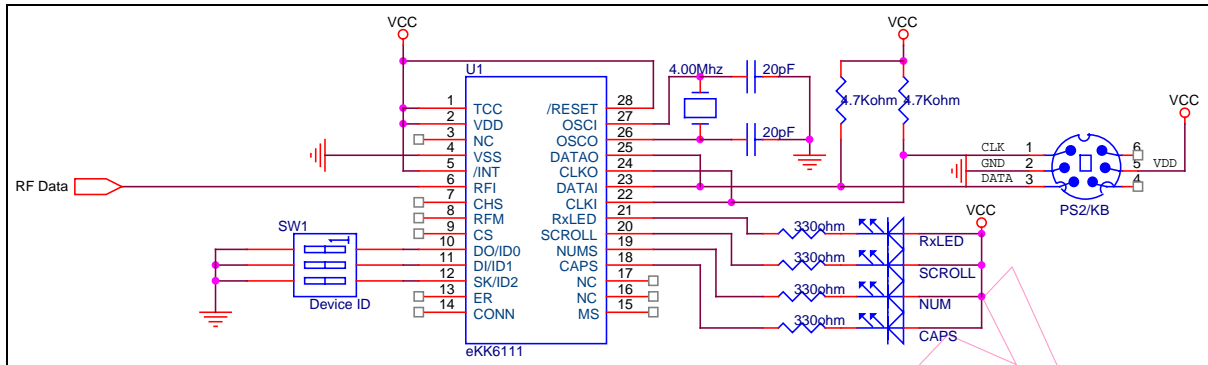 VCC
VCC
VCC
U1
4.00Mhz
20pF
4.7Kohm
4.7Kohm
1 TCC
2 VDD
3 NC
4 VSS
5 /INT
6 RFI
7 CHS
8 RFM
9 CS
10 DO/ID0
11 DI/ID1
12 SK/ID2
13 ER
14 CONN
/RESET 28
OSCI 27
OSCO 26
DATAO 25
CLKO 24
DATAI 23
CLKI 22
RxLED 21
SCROLL 20
NUMS 19
CAPS 18
NC 17
NC 16
MS 15
eKK6111
20pF
CLK 1
GND 2
DATA 3
6
5 VDD
4
PS2/KB
RF Data
SW1
1
Device ID
VCC
330ohm
RxLED
330ohm
SCROLL
330ohm
NUM
330ohm
CAPS